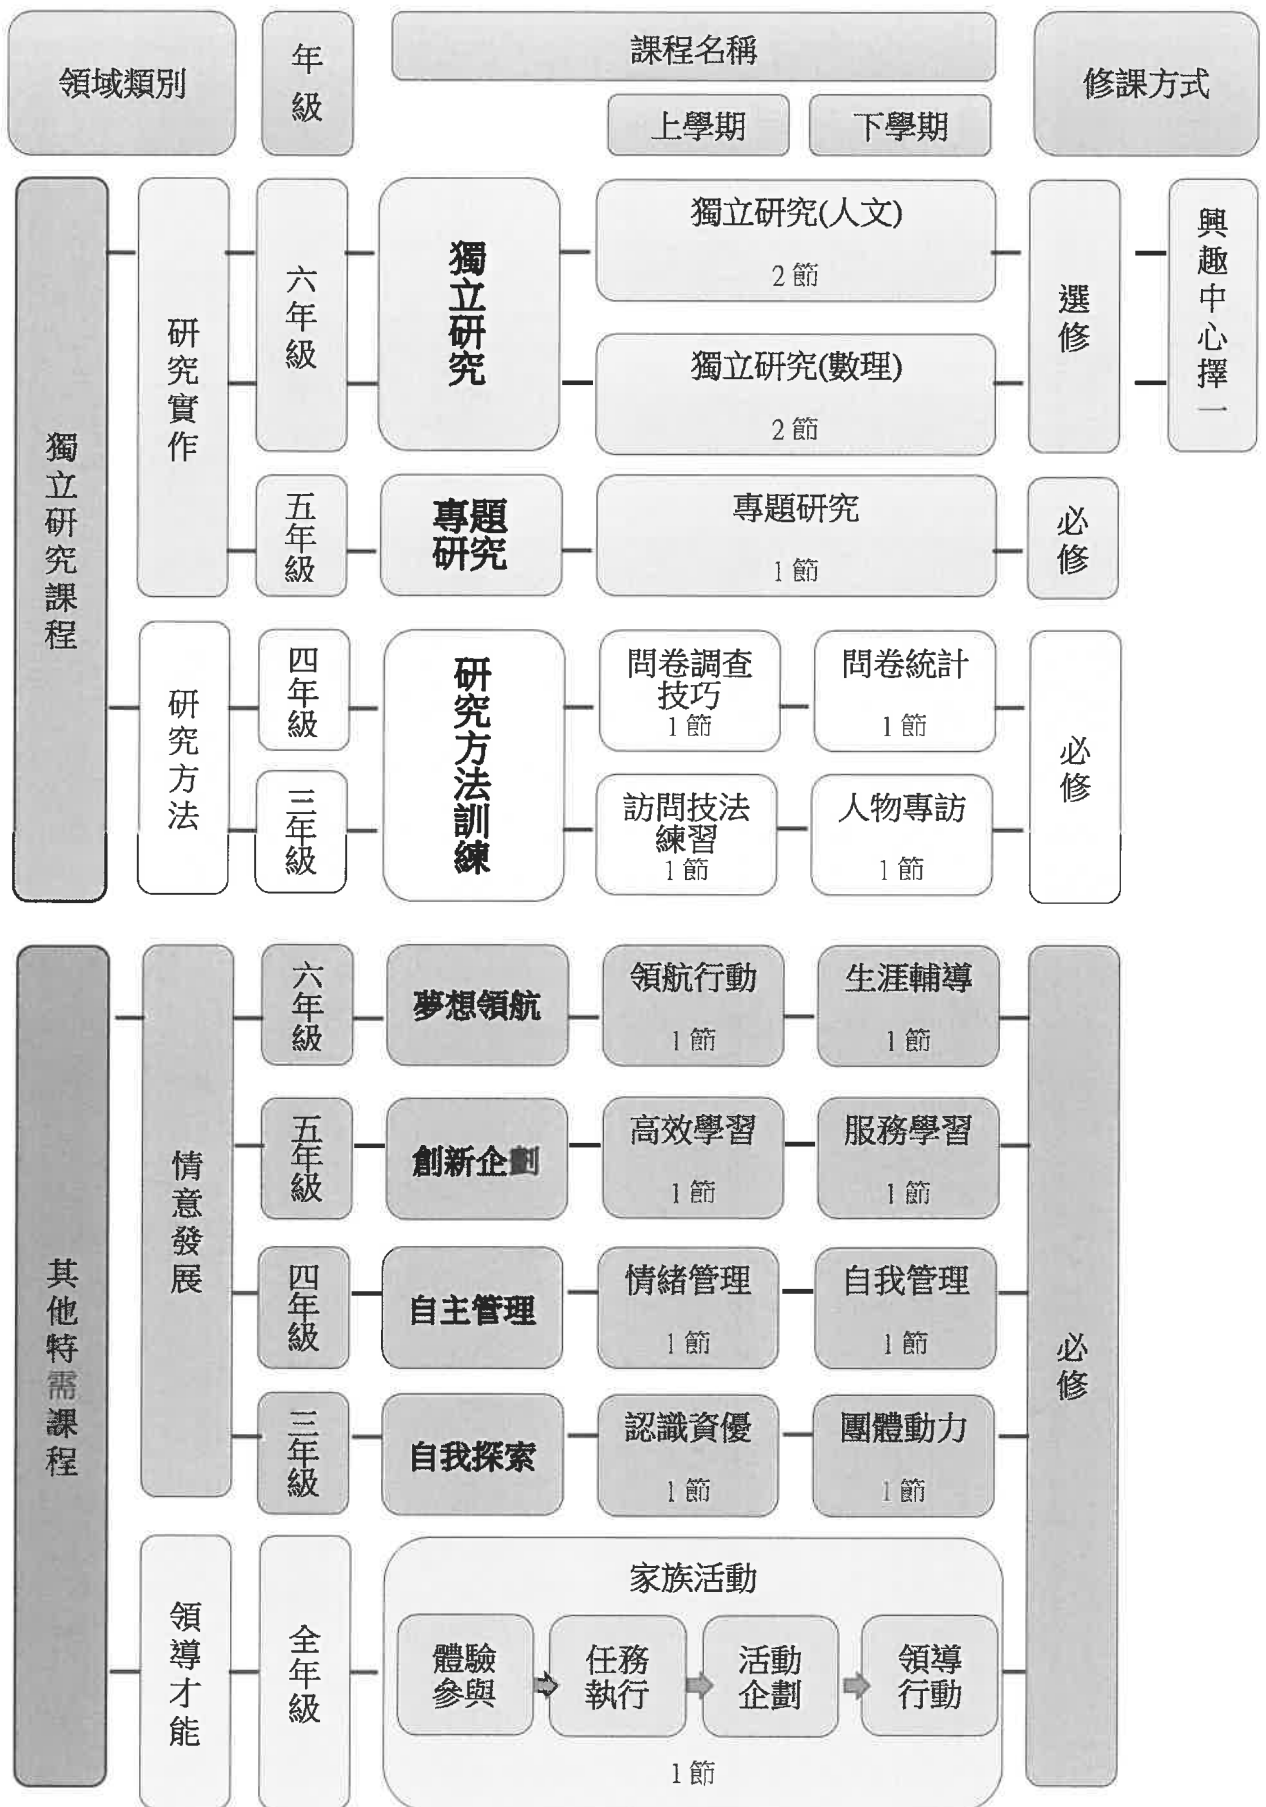 領域類別
年級
課程名稱
上學期
下學期
修課方式
獨立研究課程
研究實作
六年級
獨立研究
獨立研究(人文)
2 節
獨立研究(數理)
2 節
選修
興趣中心擇一
五年級
專題
研究
專題研究
1 節
必修
研究方法
四年級
研究方法訓練
問卷調查
技巧
1 節
問卷統計
1 節
必修
三年級
訪問技法
練習
1 節
人物專訪
1 節
其他特需課程
情意發展
六年級
夢想領航
領航行動
1 節
生涯輔導
1 節
必修
五年級
創新企劃
高效學習
1 節
服務學習
1 節
四年級
自主管理
情緒管理
1 節
自我管理
1 節
三年級
自我探索
認識資優
1 節
團體動力
1 節
領導才能
全年級
家族活動
體驗
參與
任務
執行
活動
企劃
領導
行動
1 節